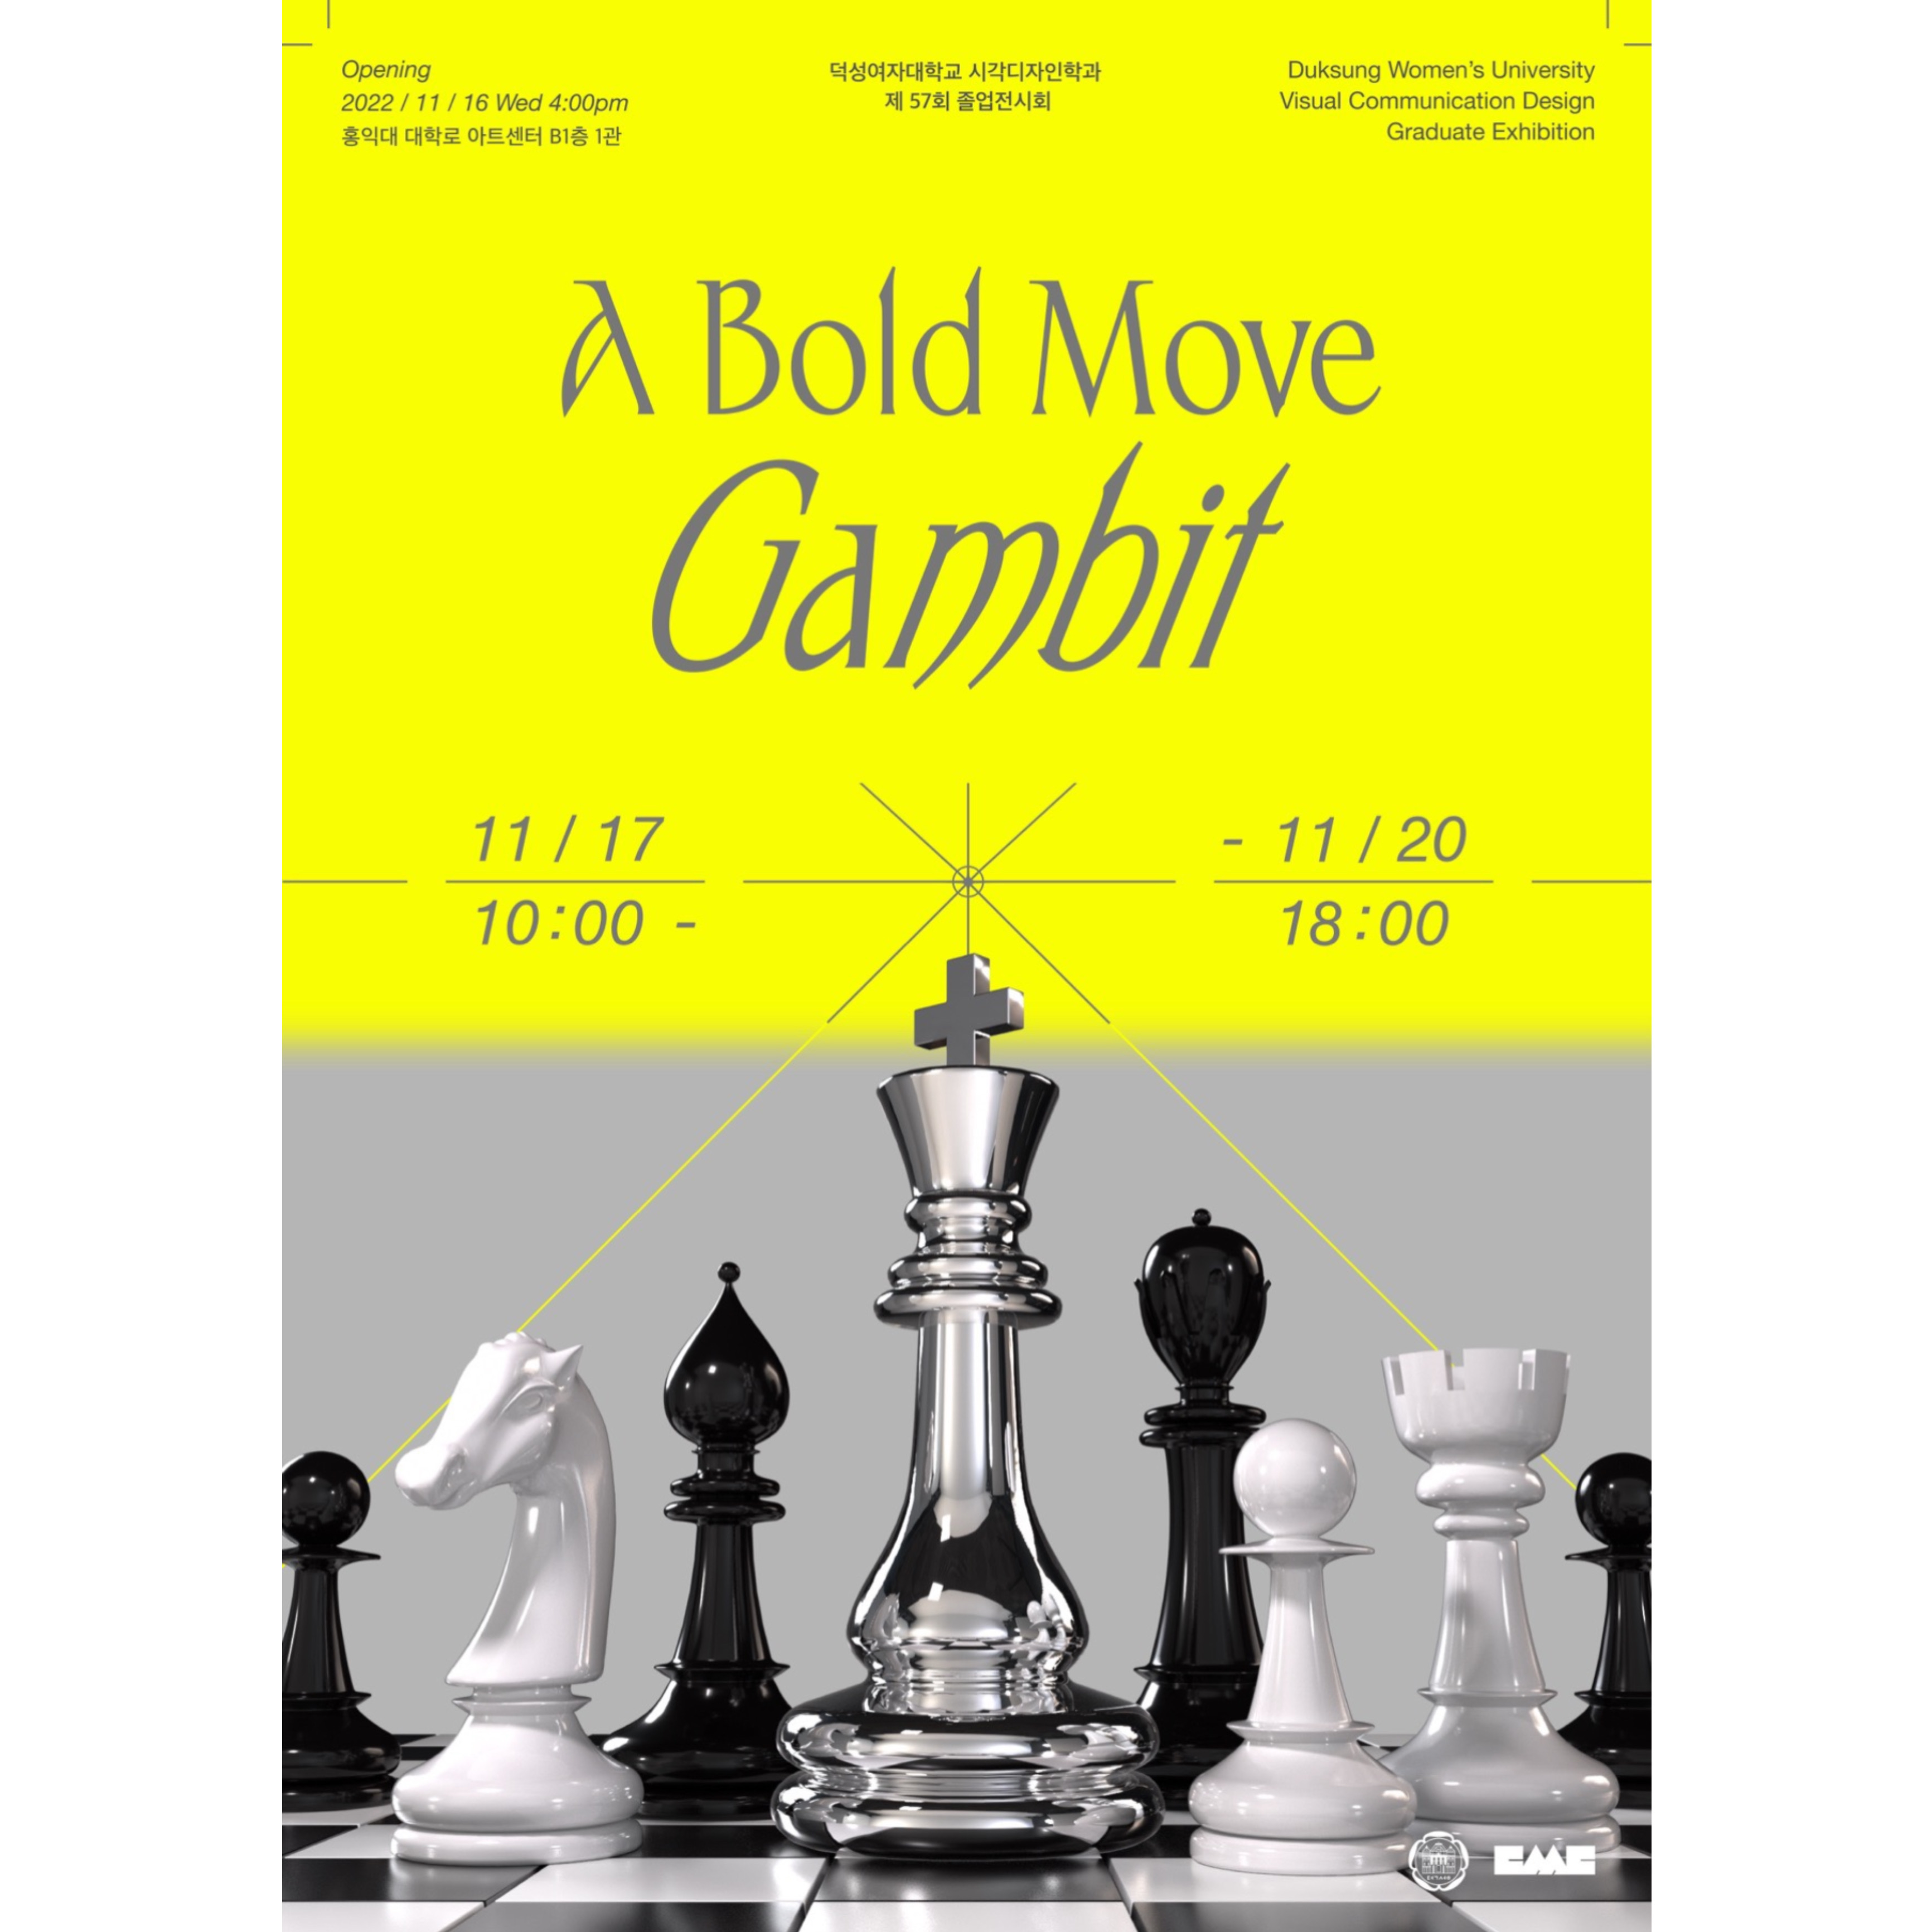 Opening
2022 / 11 / 16 Wed 4:00pm
홍익대 대학로 아트센터 B1층 1관
덕성여자대학교 시각디자인학과
제 57회 졸업전시회
Duksung Women's University
Visual Communication Design
Graduate Exhibition
A Bold Move
Gambit
11 / 17
- 11 / 20
10:00 -
18:00